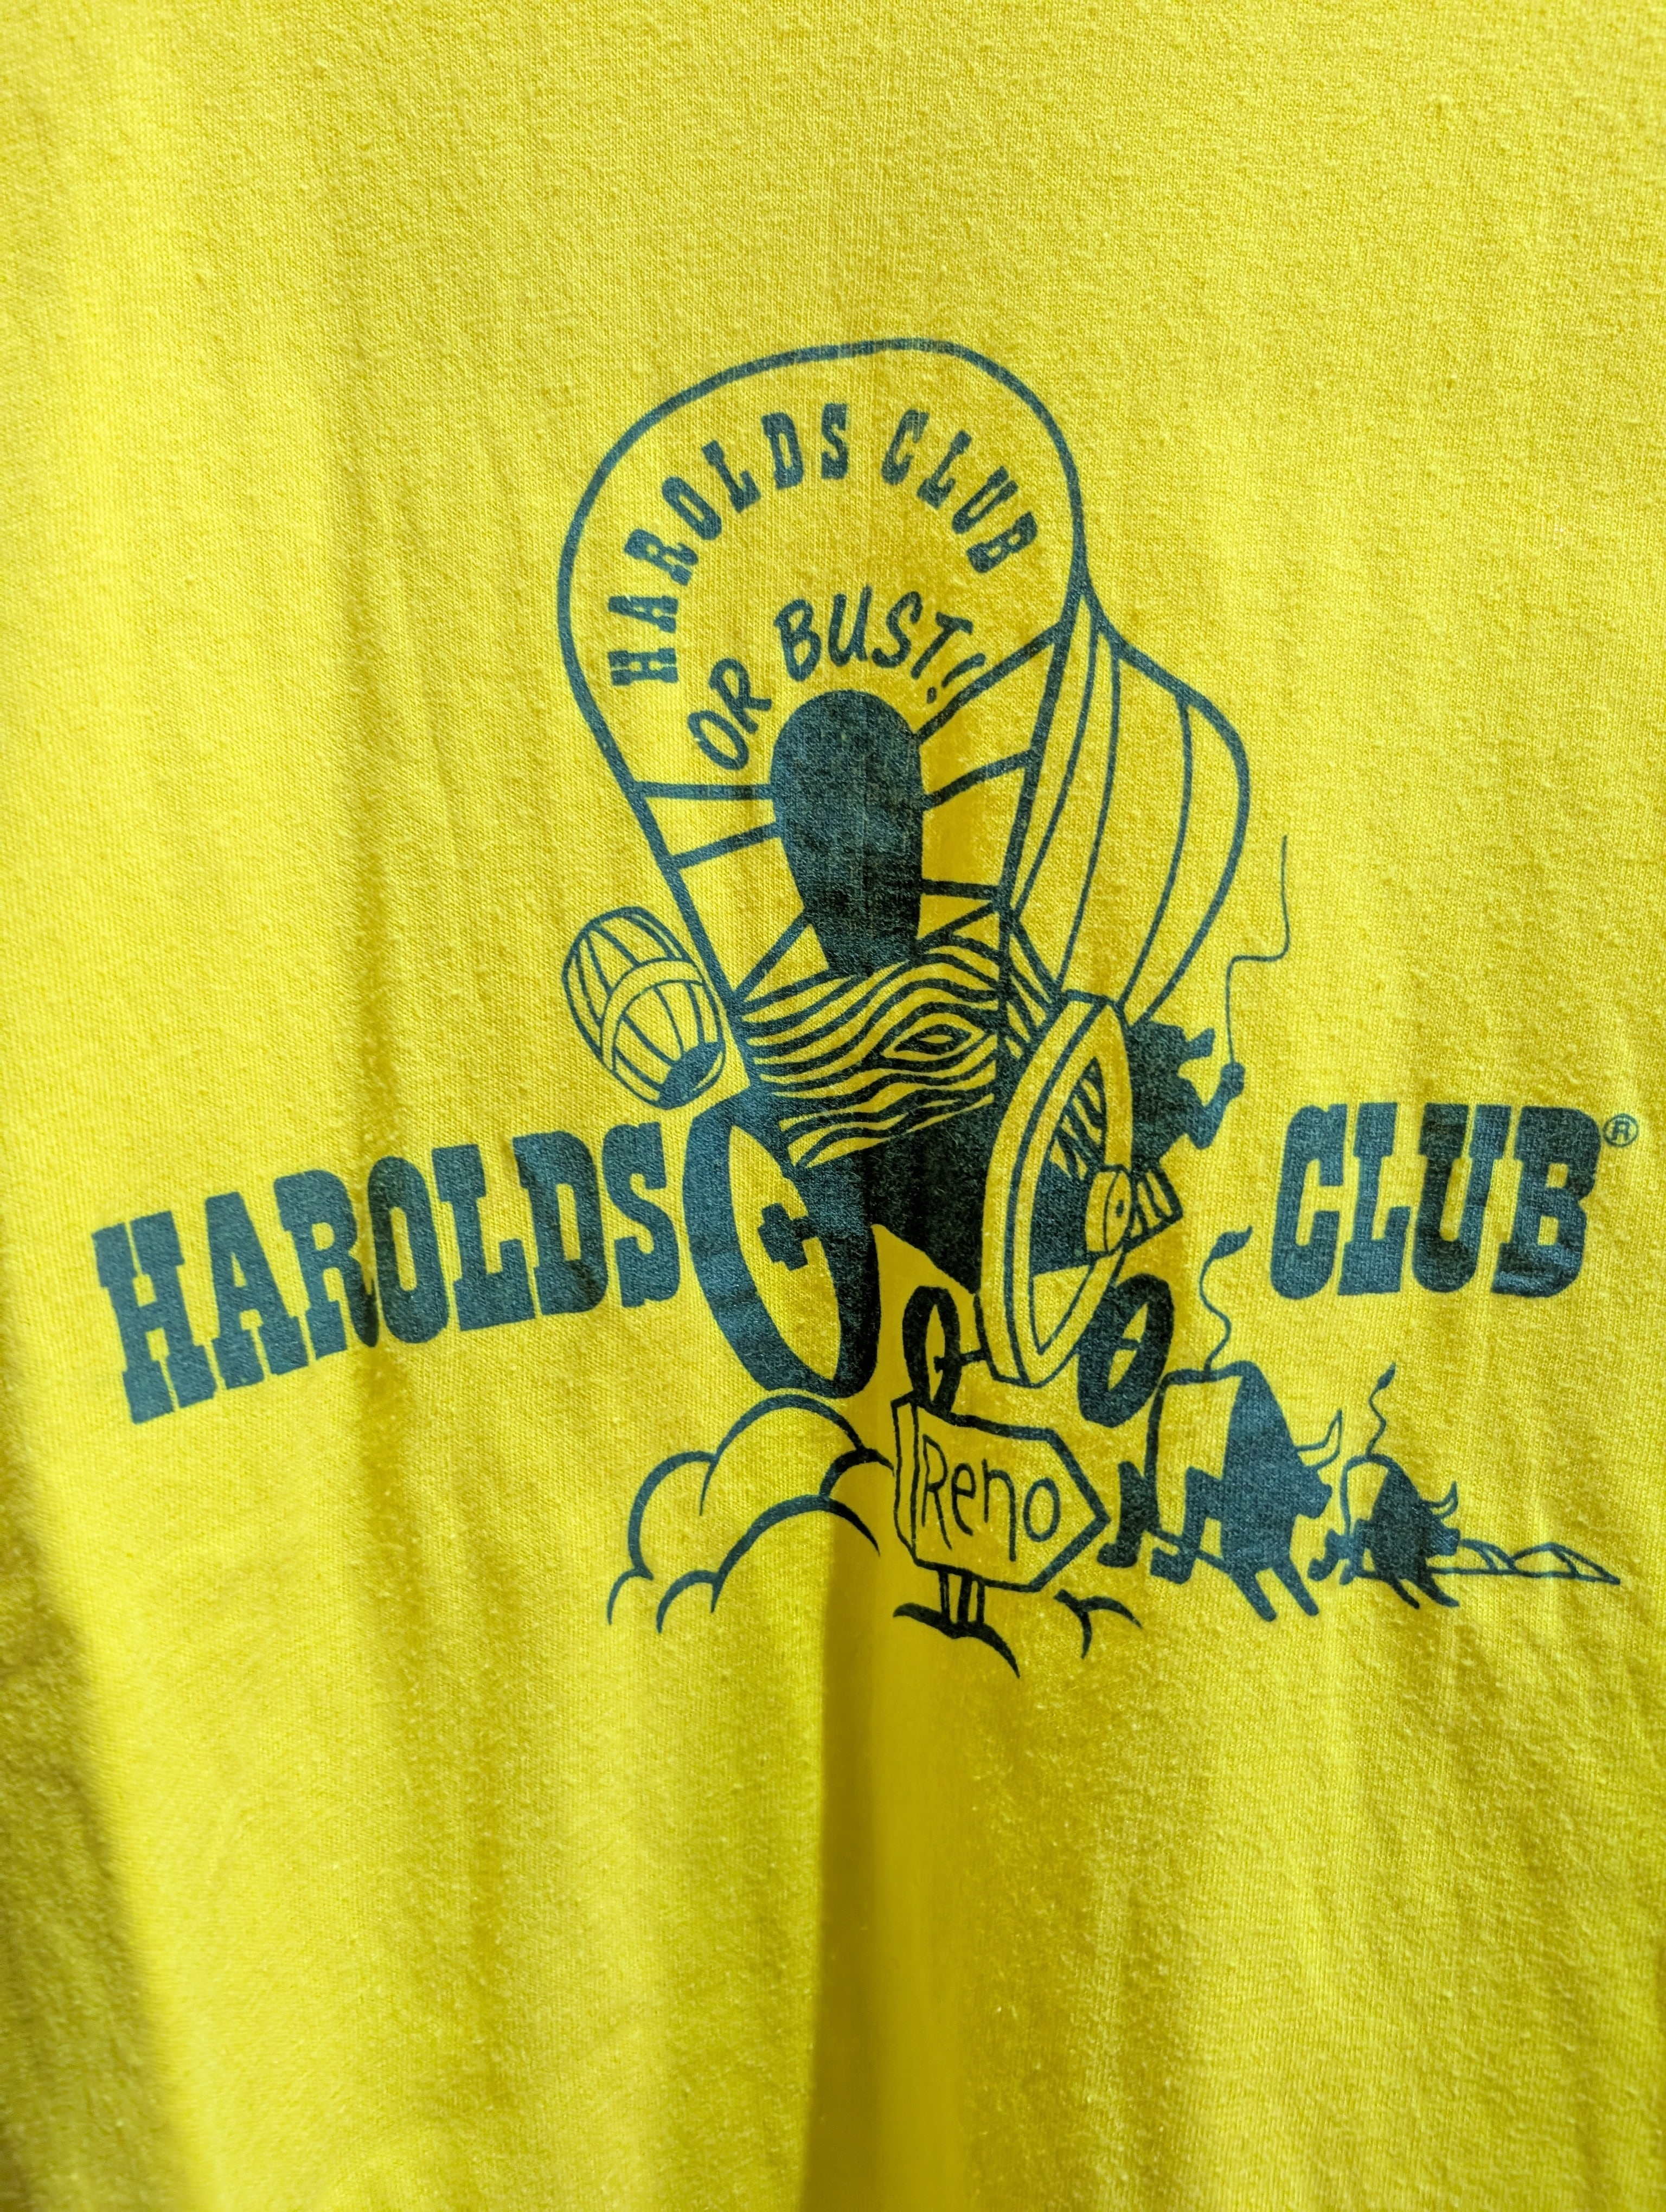 HAROLDS CLUB
OR BUST!
HAROLDS CLUB®
Reno